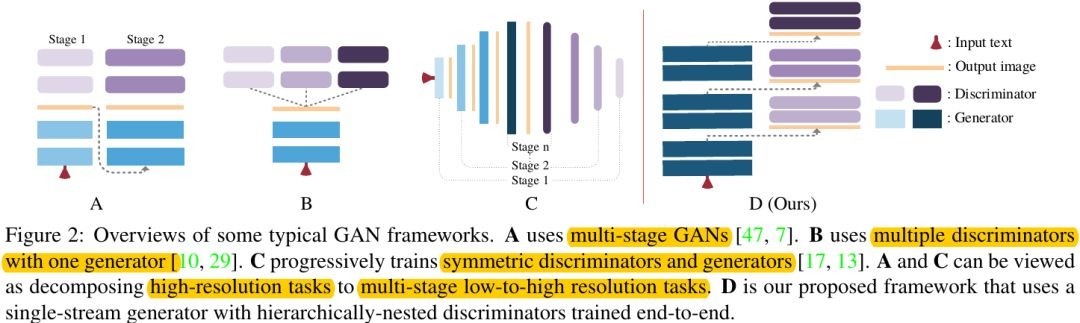 Stage 1 Stage 2
Stage n
Stage 2
Stage 1
: Input text
: Output image
: Discriminator
: Generator
A B C D (Ours)
Figure 2: Overviews of some typical GAN frameworks. A uses multi-stage GANs [47, 7]. B uses multiple discriminators
with one generator [10, 29]. C progressively trains symmetric discriminators and generators [17, 13]. A and C can be viewed
as decomposing high-resolution tasks to multi-stage low-to-high resolution tasks. D is our proposed framework that uses a
single-stream generator with hierarchically-nested discriminators trained end-to-end.